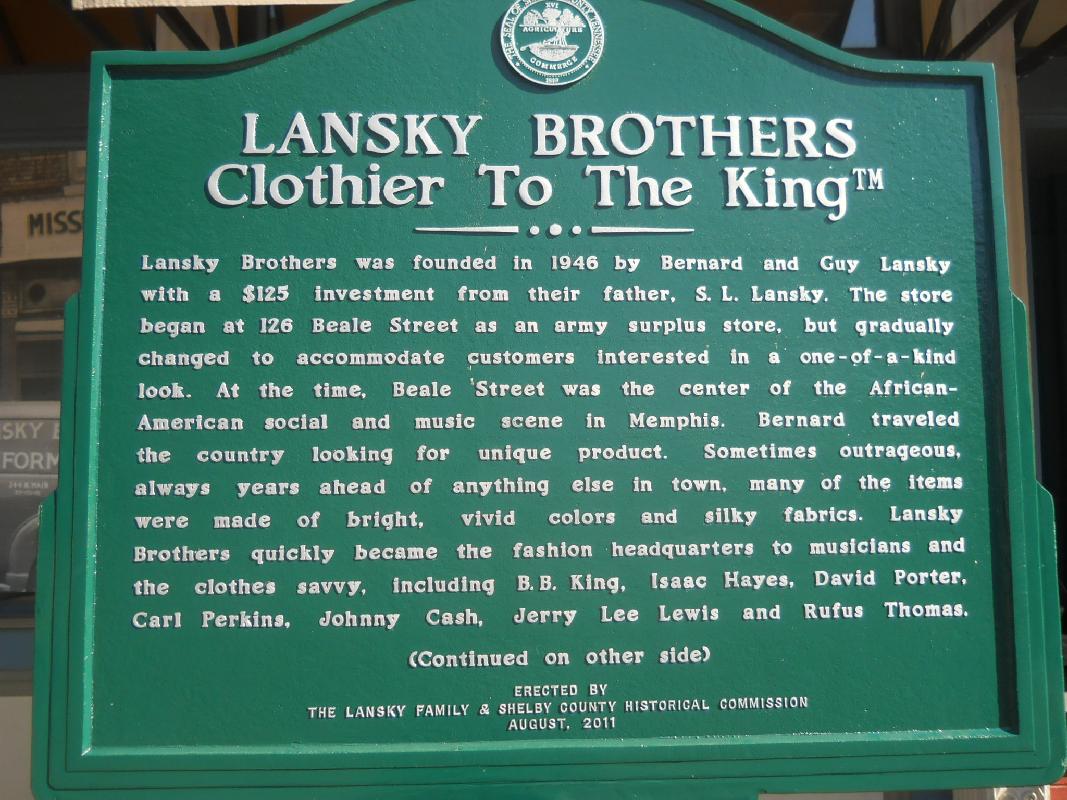 XVI
AGRICULTURE
COMMERCE
LANSKY BROTHERS
Clothier To The King™
Lansky Brothers was founded in 1946 by Bernard and Guy Lansky
with a $125 investment from their father, S. L. Lansky. The store
began at 126 Beale Street as an army surplus store, but gradually
changed to accommodate customers interested in a one-of-a-kind
look. At the time, Beale Street was the center of the African-
American social and music scene in Memphis. Bernard traveled
the country looking for unique product. Sometimes outrageous,
always years ahead of anything else in town, many of the items
were made of bright, vivid colors and silky fabrics. Lansky
Brothers quickly became the fashion headquarters to musicians and
the clothes savvy, including B.B. King, Isaac Hayes, David Porter,
Carl Perkins, Johnny Cash, Jerry Lee Lewis and Rufus Thomas.
(Continued on other side)
ERECTED BY
THE LANSKY FAMILY & SHELBY COUNTY HISTORICAL COMMISSION
AUGUST, 2011
MISS
SKY B
FORM